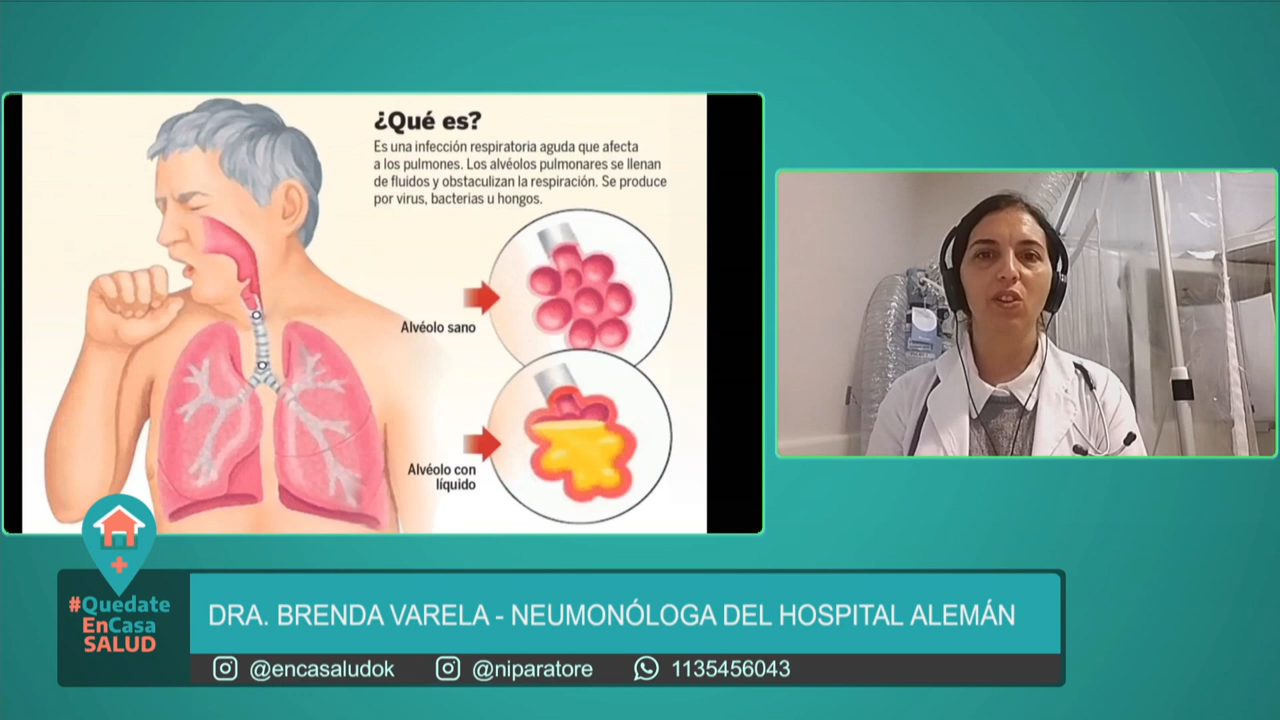 ¿Qué es?
Es una infección respiratoria aguda que afecta
a los pulmones. Los alvéolos pulmonares se llenan
de fluidos y obstaculizan la respiración. Se produce
por virus, bacterias u hongos.
Alvéolo sano
Alvéolo con
líquido
#Quedate
EnCasa
SALUD
DRA. BRENDA VARELA - NEUMONÓLOGA DEL HOSPITAL ALEMÁN
@encasaludok @niparatore 1135456043